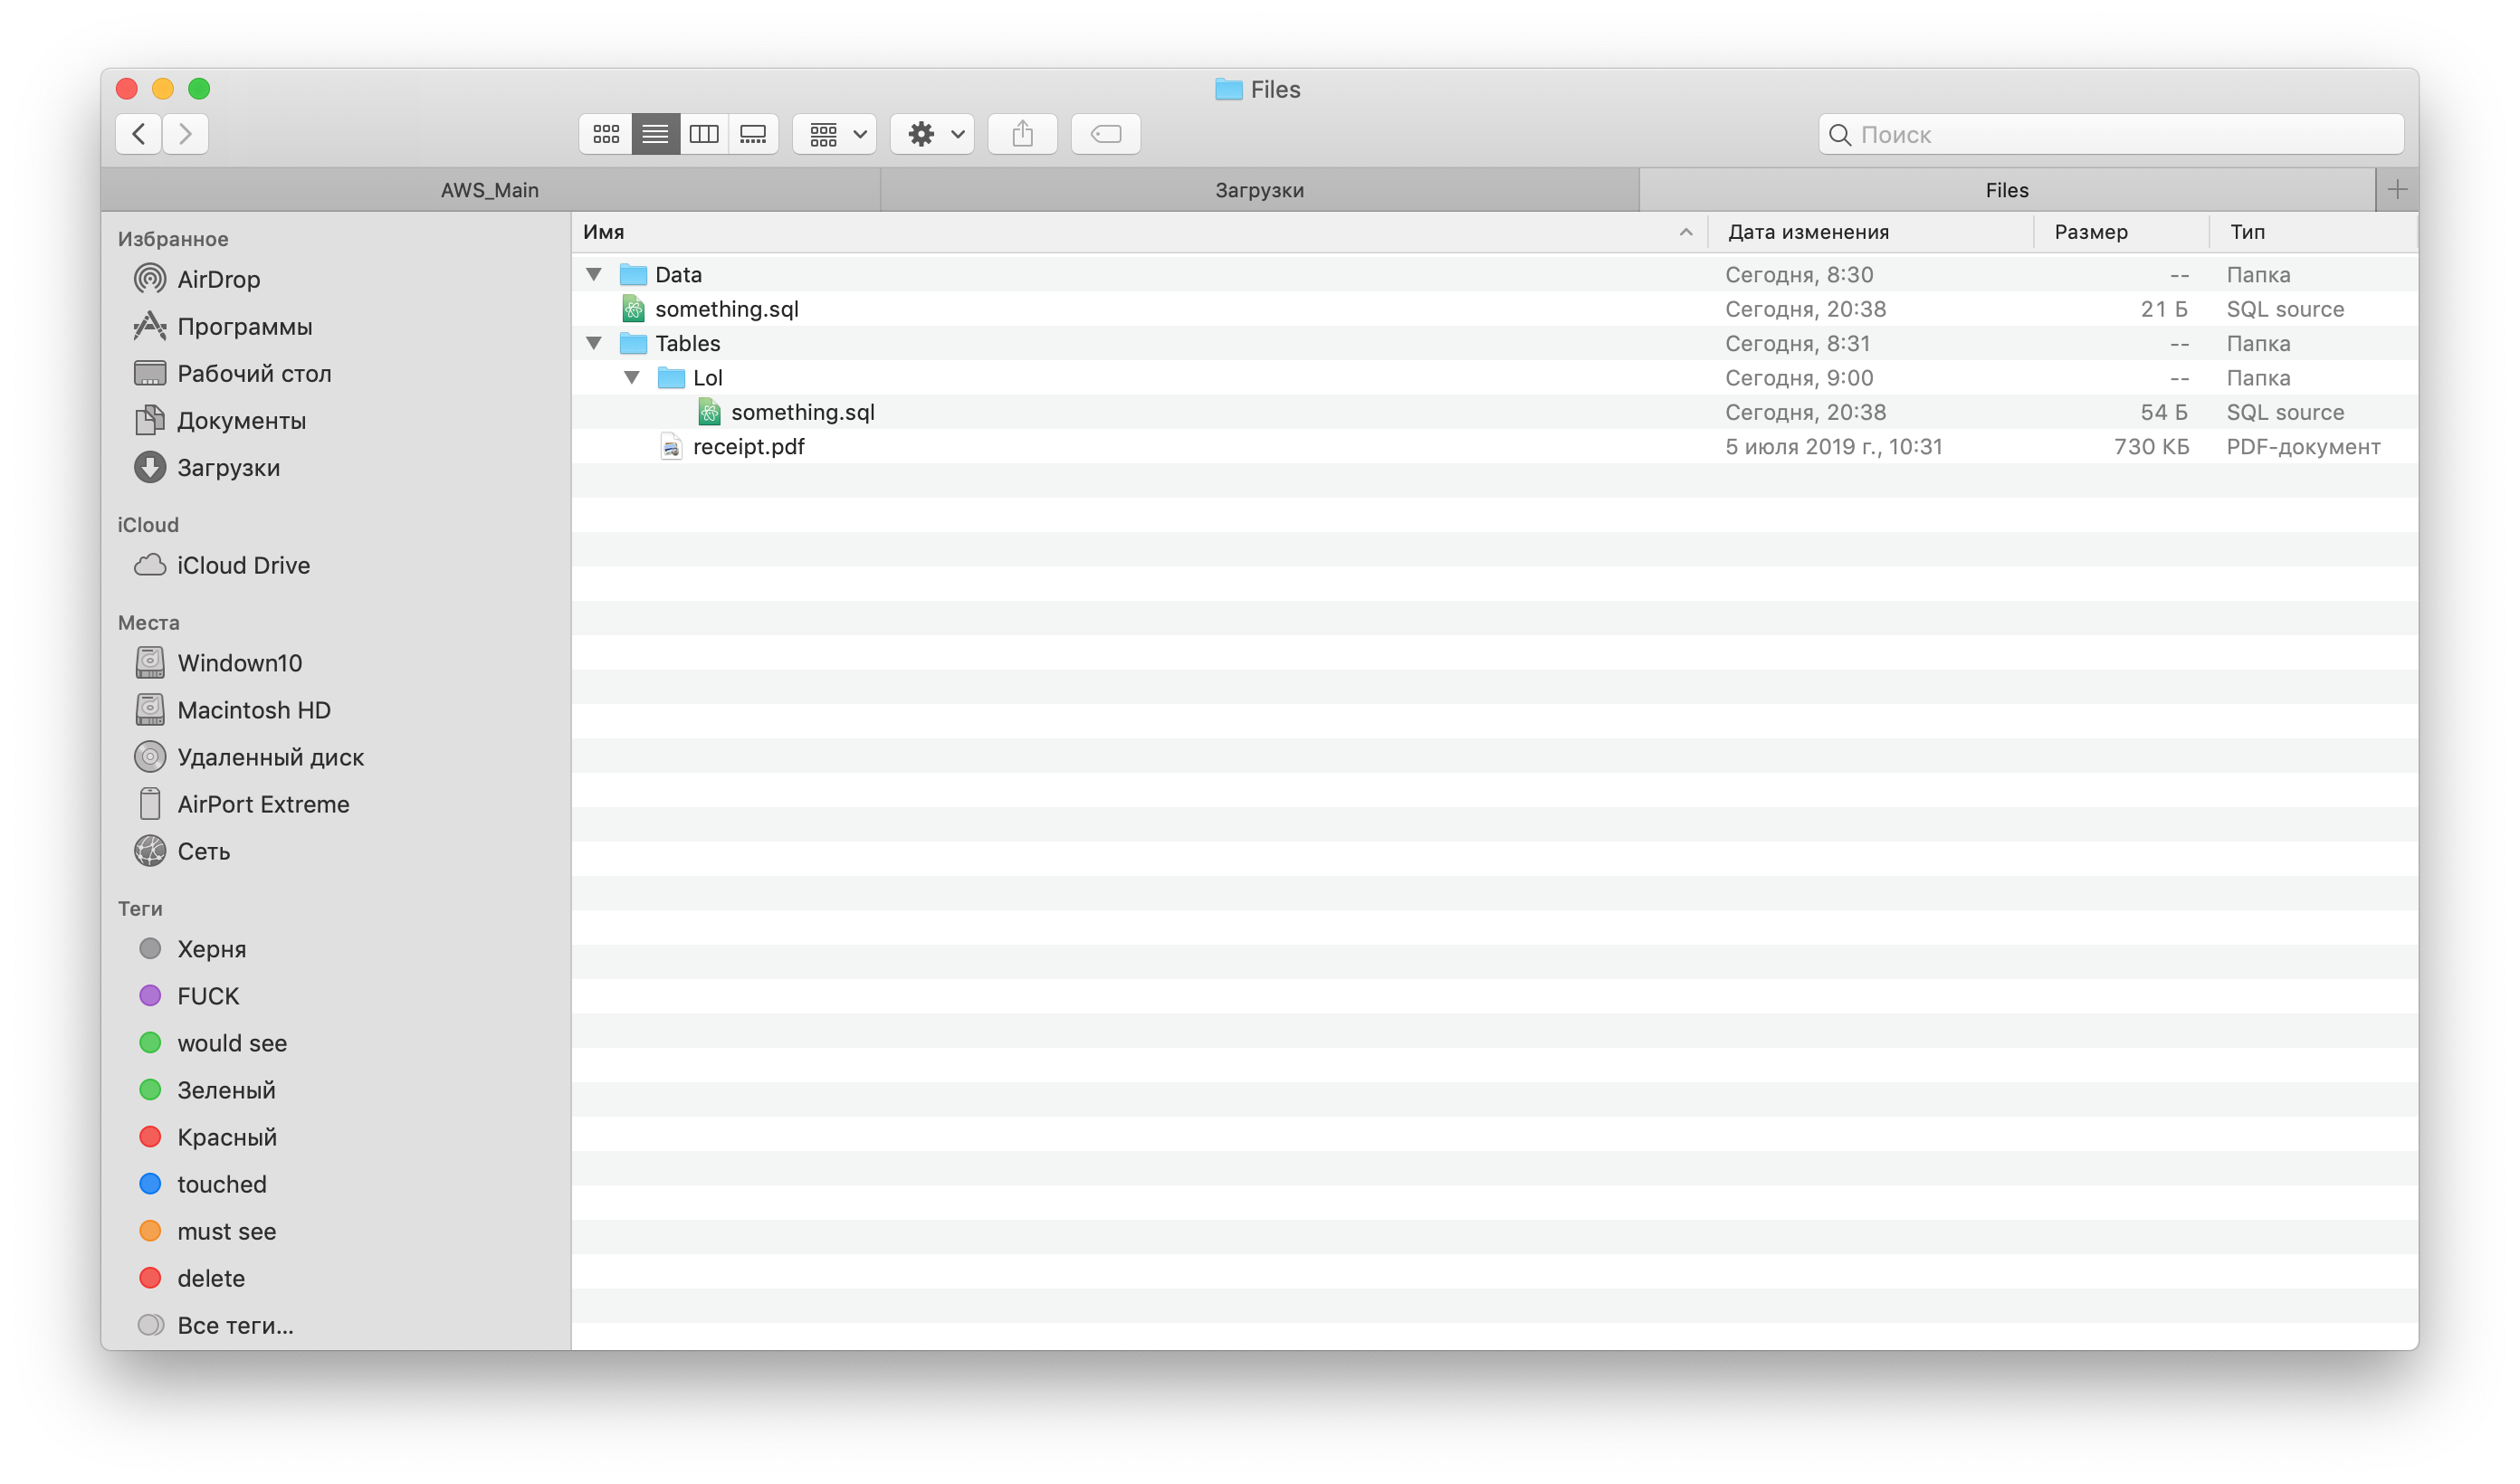 Files
Поиск
AWS_Main Загрузки Files
Избранное
AirDrop
Программы
Рабочий стол
Документы
Загрузки
iCloud
iCloud Drive
Места
Windown10
Macintosh HD
Удаленный диск
AirPort Extreme
Сеть
Теги
Херня
FUCK
would see
Зеленый
Красный
touched
must see
delete
Все теги...
Имя Дата изменения Размер Тип
Data Сегодня, 8:30 -- Папка
something.sql Сегодня, 20:38 21 Б SQL source
Tables Сегодня, 8:31 -- Папка
Lol Сегодня, 9:00 -- Папка
something.sql Сегодня, 20:38 54 Б SQL source
receipt.pdf 5 июля 2019 г., 10:31 730 КБ PDF-документ